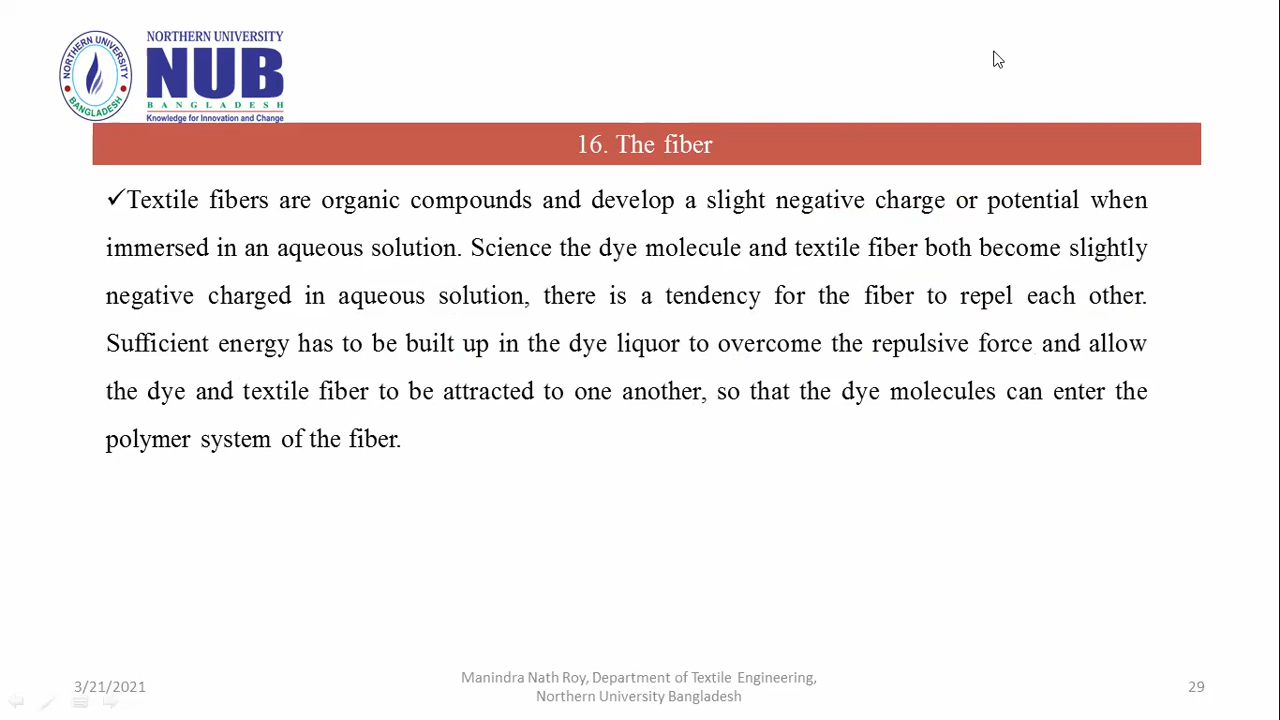 NORTHERN UNIVERSITY
BANGLADESH
NORTHERN UNIVERSITY
NUB
BANGLADESH
Knowledge for Innovation and Change
16. The fiber
✓Textile fibers are organic compounds and develop a slight negative charge or potential when
immersed in an aqueous solution. Science the dye molecule and textile fiber both become slightly
negative charged in aqueous solution, there is a tendency for the fiber to repel each other.
Sufficient energy has to be built up in the dye liquor to overcome the repulsive force and allow
the dye and textile fiber to be attracted to one another, so that the dye molecules can enter the
polymer system of the fiber.
3/21/2021
Manindra Nath Roy, Department of Textile Engineering,
Northern University Bangladesh
29